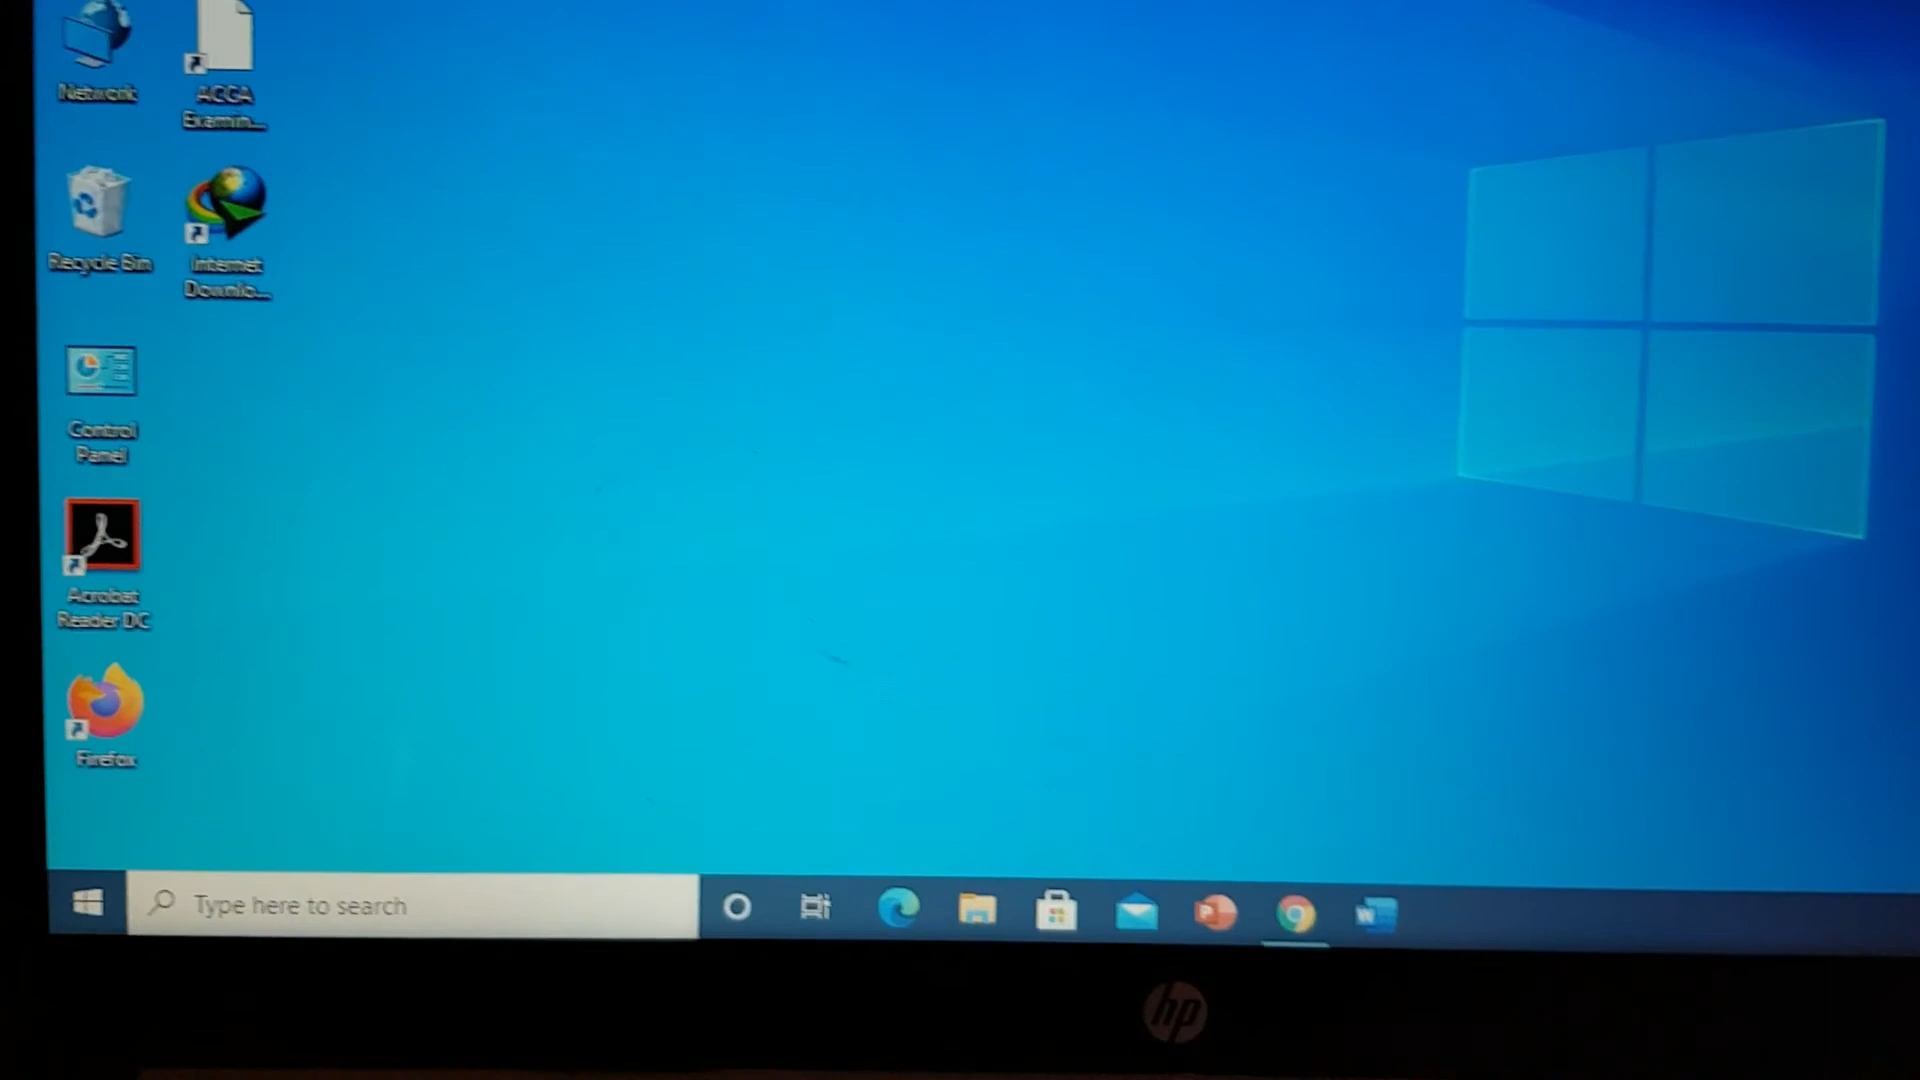 Network
ACCA
Examin...
Recycle Bin
Internet
Downlo...
Control
Panel
Acrobat
Reader DC
Firefox
Type here to search
P
W
hp